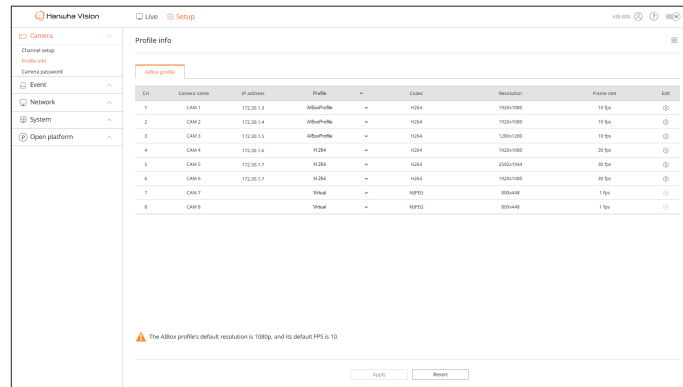 Hanwha Vision
Live Setup AIB-800
Camera
Channel setup
Profile info
Camera password
Event
Network
System
Open platform
Profile info
AIBox profile
CH Camera name IP address Profile Codec Resolution Frame rate Edit
1 CAM 1 172.30.1.3 AIBoxProfile H264 1920x1080 10 fps
2 CAM 2 172.30.1.4 AIBoxProfile H264 1920x1080 10 fps
3 CAM 3 172.30.1.5 AIBoxProfile H264 1280x1280 10 fps
4 CAM 4 172.30.1.6 H.264 H264 1920x1080 30 fps
5 CAM 5 172.30.1.7 H.264 H264 2592x1944 30 fps
6 CAM 6 172.30.1.7 H.264 H264 1920x1080 30 fps
7 CAM 7 Virtual MJPEG 800x448 1 fps
8 CAM 8 Virtual MJPEG 800x448 1 fps
The AIBox profile's default resolution is 1080p, and its default FPS is 10.
Apply Revert